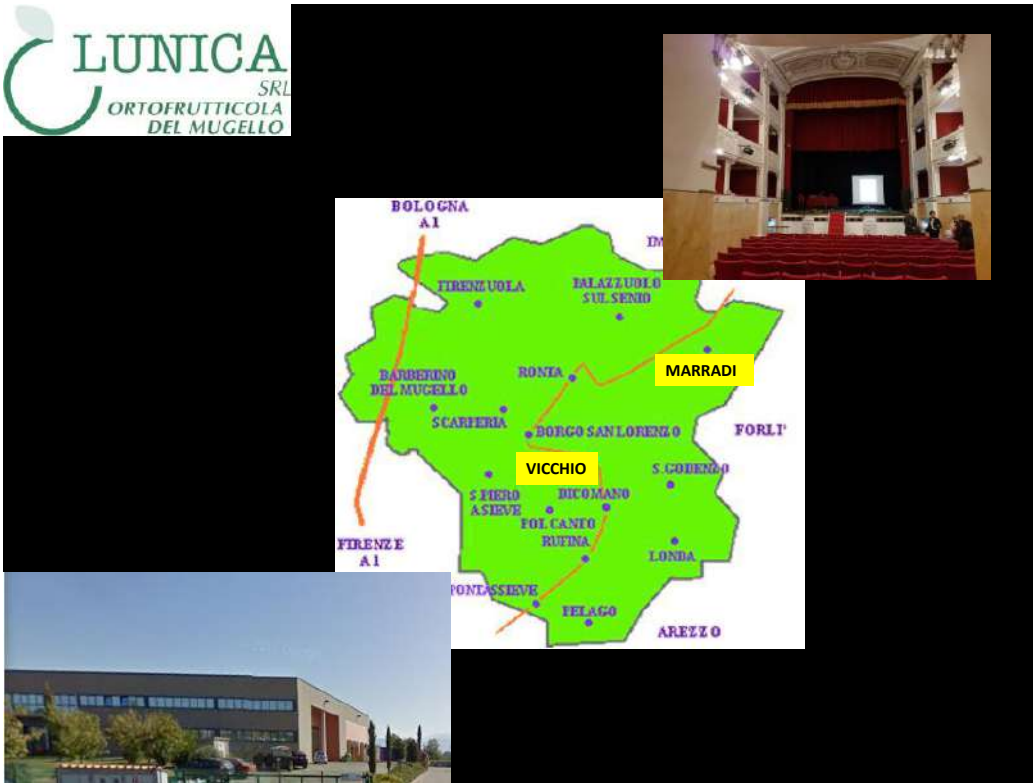 LUNICA
SRL
ORTOFRUTTICOLA
DEL MUGELLO
BOLOGNA
A1
IM
FIRENZUOLA
PALAZZUOLO
SUL SENIO
MARRADI
RONTA
BARBERINO
DEL MUGELLO
SCARPERIA
BORGO SAN LORENZO
FORLI'
VICCHIO
S.GODENZO
S.PIERO
A SIEVE
DICOMANO
POLCANTO
RUFINA
FIRENZE
A1
LONDA
PONTASSIEVE
PELAGO
AREZZO